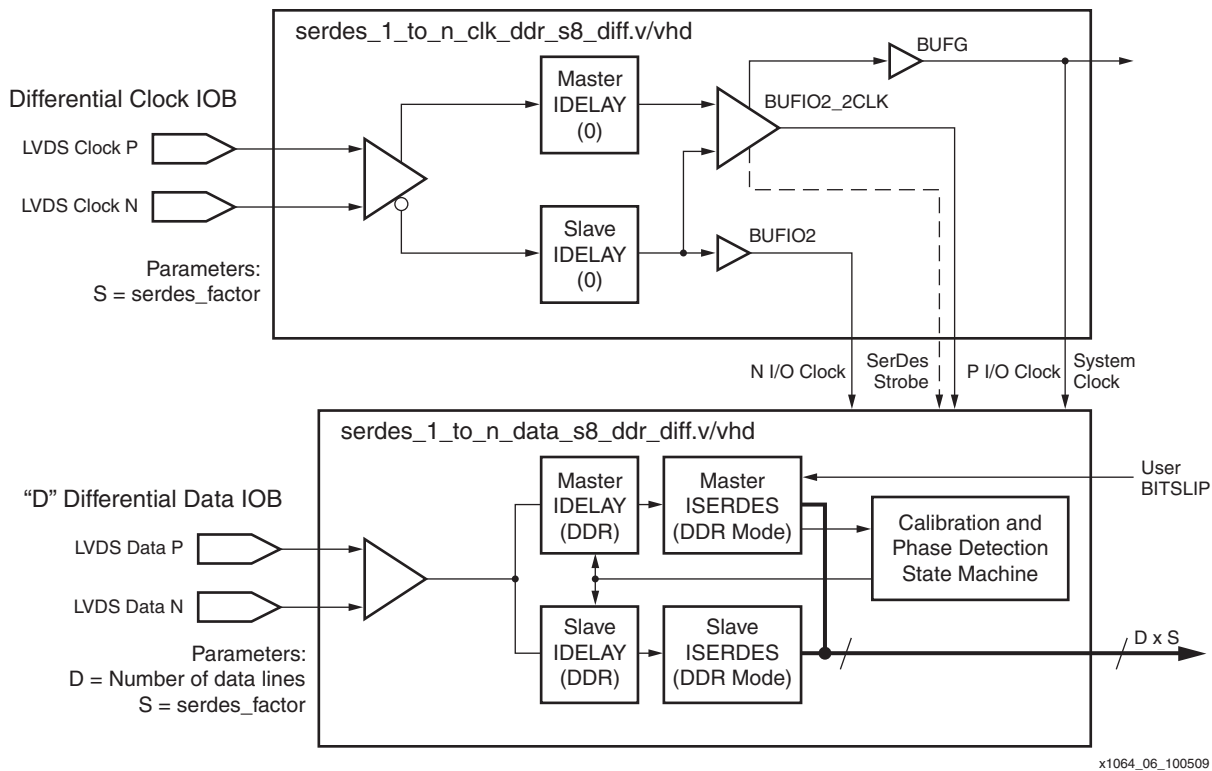 serdes_1_to_n_clk_ddr_s8_diff.v/vhd
BUFG
Differential Clock IOB
LVDS Clock P
LVDS Clock N
Parameters:
S = serdes_factor
Master
IDELAY
(0)
BUFIO2_2CLK
Slave
IDELAY
(0)
BUFIO2
N I/O Clock
SerDes
Strobe
P I/O Clock
System
Clock
serdes_1_to_n_data_s8_ddr_diff.v/vhd
“D” Differential Data IOB
LVDS Data P
LVDS Data N
Parameters:
D = Number of data lines
S = serdes_factor
Master
IDELAY
(DDR)
Master
ISERDES
(DDR Mode)
User
BITSLIP
Calibration and
Phase Detection
State Machine
Slave
IDELAY
(DDR)
Slave
ISERDES
(DDR Mode)
D x S
x1064_06_100509